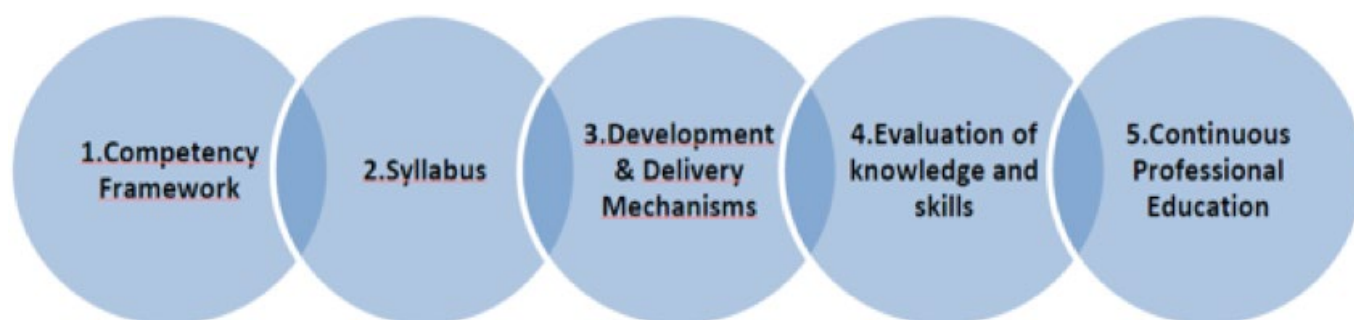 1.Competency
Framework
2.Syllabus
3.Development
& Delivery
Mechanisms
4.Evaluation of
knowledge and
skills
5.Continuous
Professional
Education